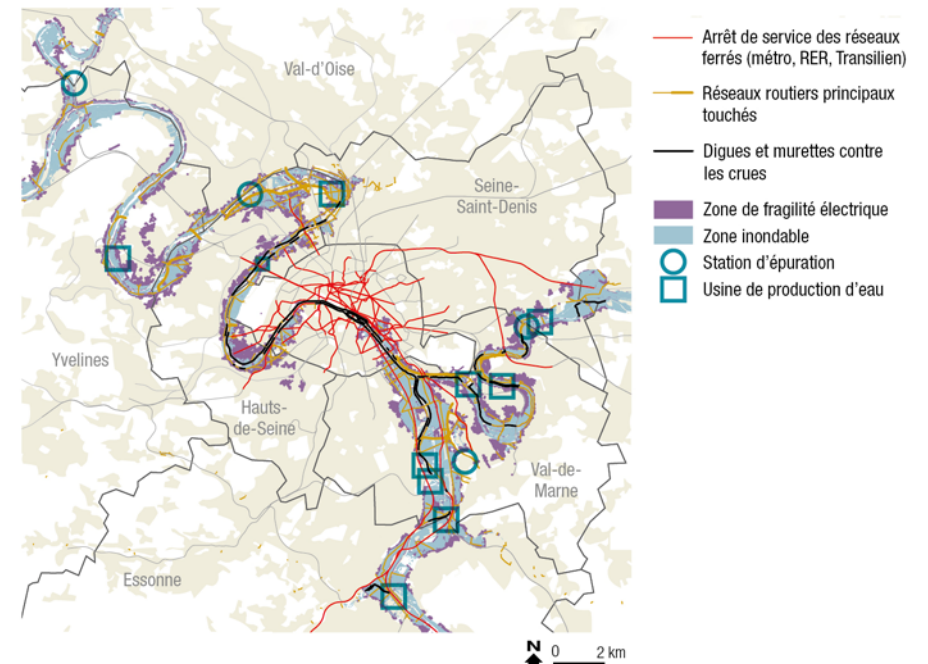 Val-d'Oise
Seine-
Saint-Denis
Yvelines
Hauts-
de-Seine
Val-de-
Marne
Essonne
N 0 2 km
Arrêt de service des réseaux
ferrés (métro, RER, Transilien)
Réseaux routiers principaux
touchés
Digues et murettes contre
les crues
Zone de fragilité électrique
Zone inondable
Station d'épuration
Usine de production d'eau